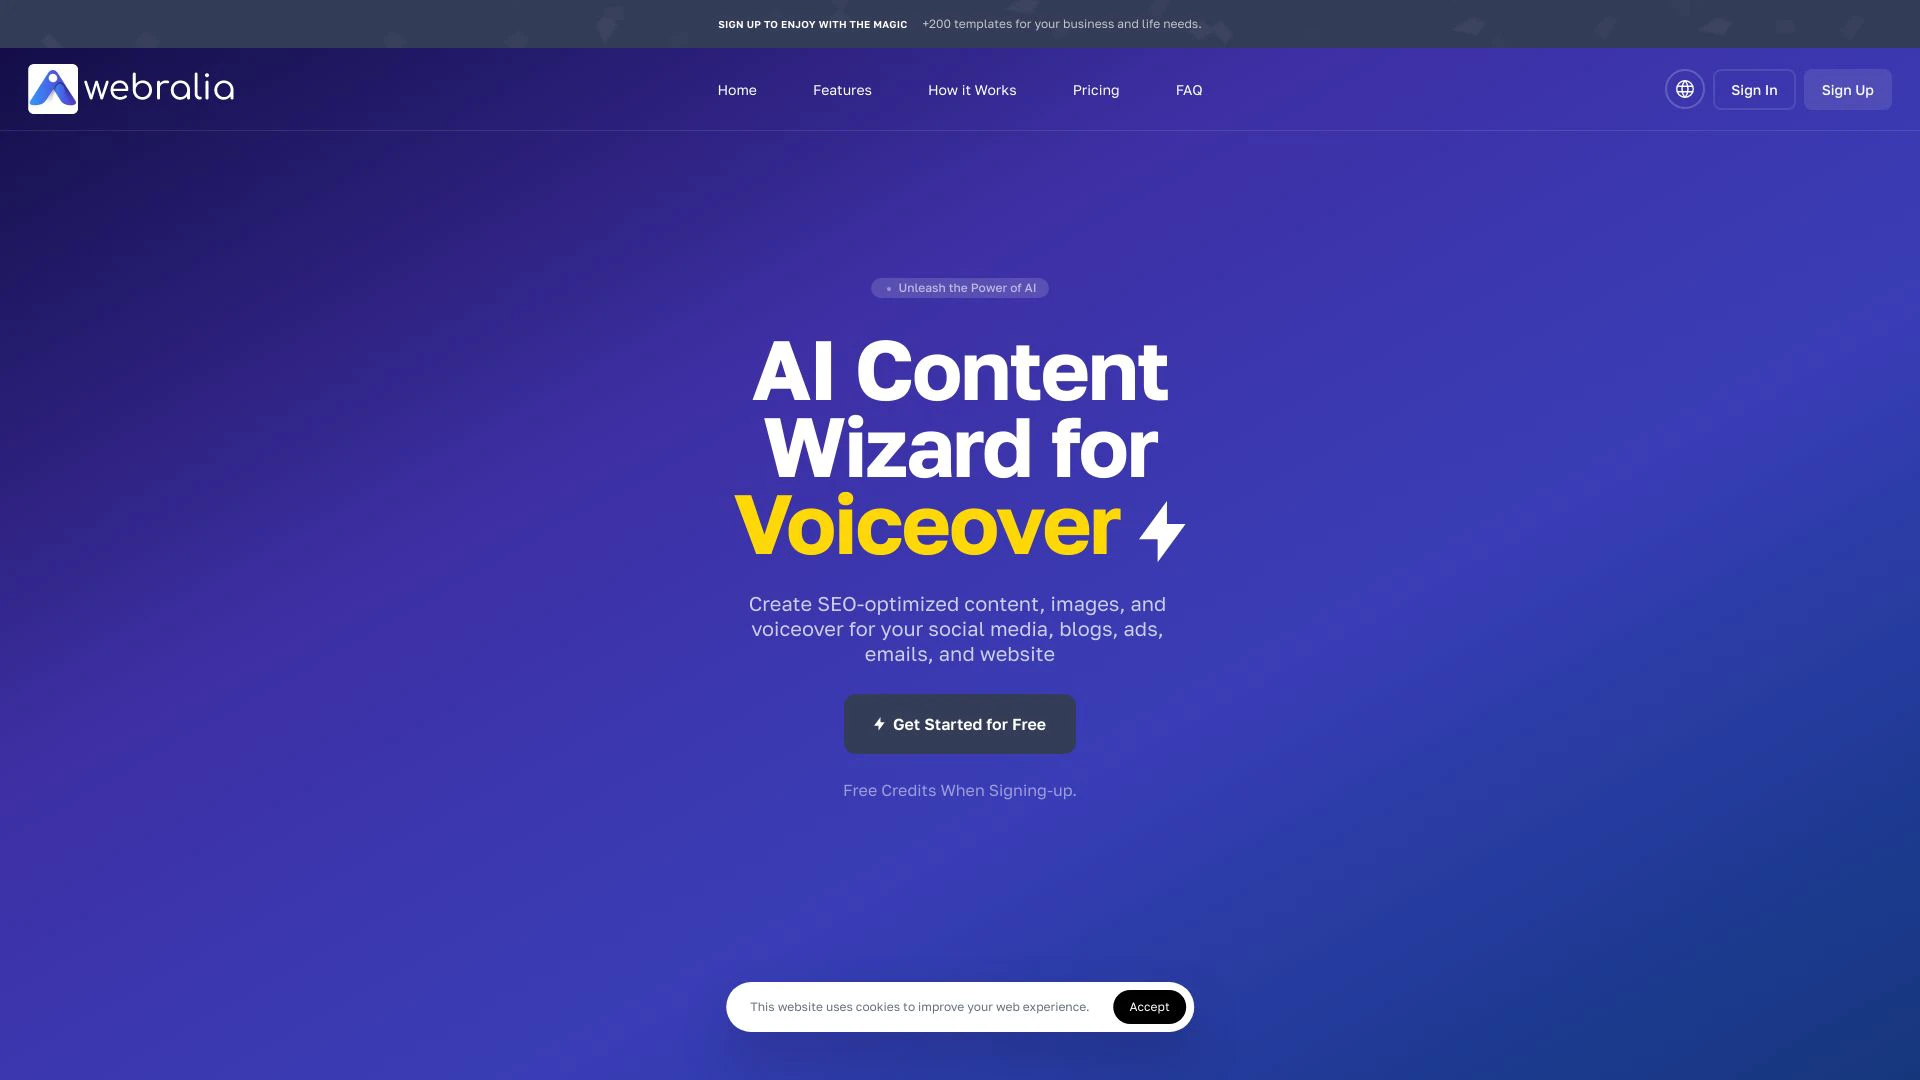 SIGN UP TO ENJOY WITH THE MAGIC +200 templates for your business and life needs.
webralia
Home Features How it Works Pricing FAQ
Sign In Sign Up
Unleash the Power of AI
AI Content
Wizard for
Voiceover
Create SEO-optimized content, images, and
voiceover for your social media, blogs, ads,
emails, and website
Get Started for Free
Free Credits When Signing-up.
This website uses cookies to improve your web experience. Accept